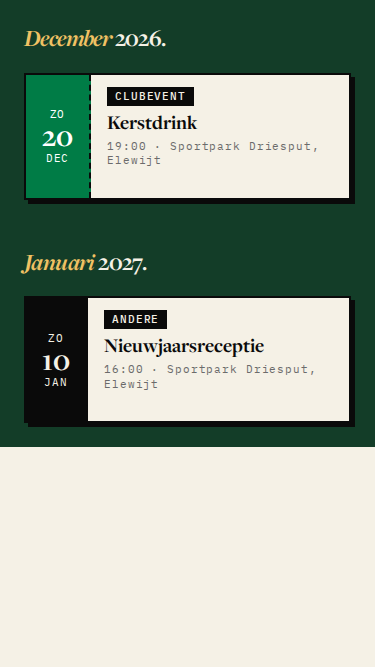 December 2026.
ZO
20
DEC
CLUBEVENT
Kerstdrink
19:00 · Sportpark Driesput,
Elewijt
Januari 2027.
ZO
10
JAN
ANDERE
Nieuwjaarsreceptie
16:00 · Sportpark Driesput,
Elewijt